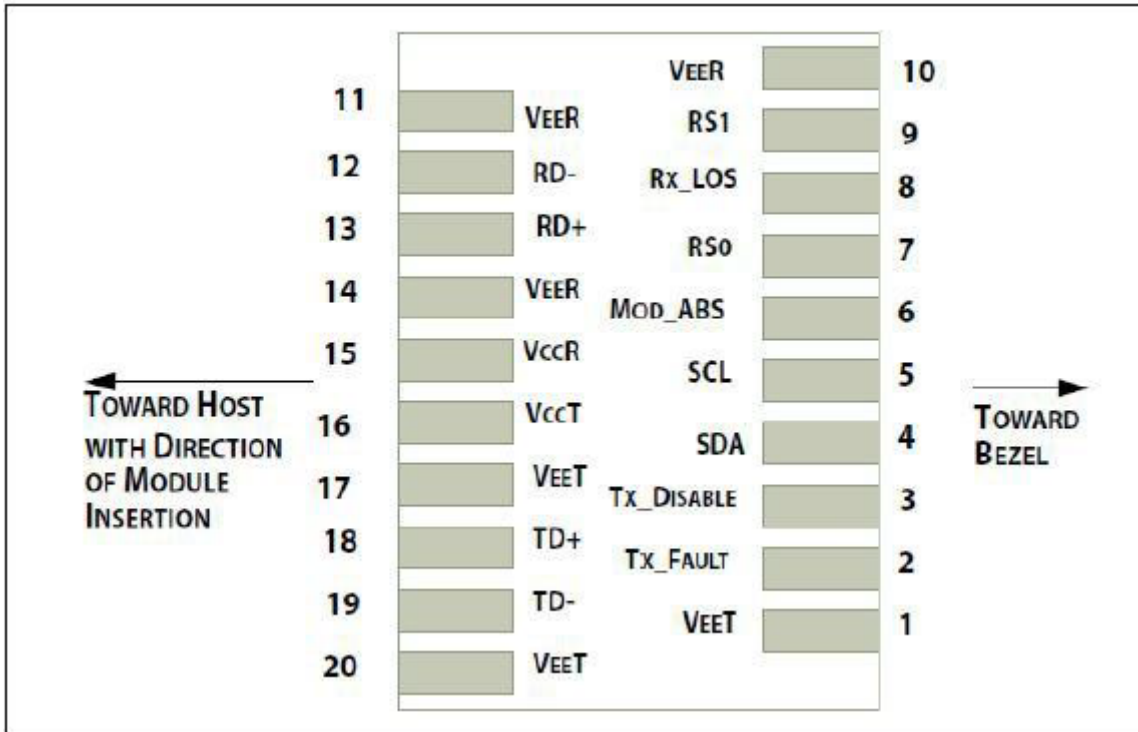 11 VEER
12 RD-
13 RD+
14 VEER
15 VCCR
16 VCCT
17 VEET
18 TD+
19 TD-
20 VEET
VEER 10
RS1 9
RX_LOS 8
RS0 7
MOD_ABS 6
SCL 5
SDA 4
TX_DISABLE 3
TX_FAULT 2
VEET 1
TOWARD HOST
WITH DIRECTION
OF MODULE
INSERTION
TOWARD
BEZEL